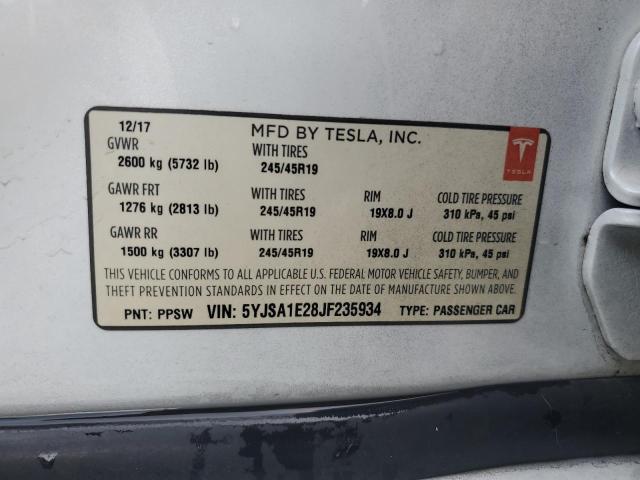 12/17 MFD BY TESLA, INC.
GVWR WITH TIRES
2600 kg (5732 lb) 245/45R19
TESLA
GAWR FRT WITH TIRES RIM COLD TIRE PRESSURE
1276 kg (2813 lb) 245/45R19 19X8.0 J 310 kPa, 45 psi
GAWR RR WITH TIRES RIM COLD TIRE PRESSURE
1500 kg (3307 lb) 245/45R19 19X8.0 J 310 kPa, 45 psi
THIS VEHICLE CONFORMS TO ALL APPLICABLE U.S. FEDERAL MOTOR VEHICLE SAFETY, BUMPER, AND
THEFT PREVENTION STANDARDS IN EFFECT ON THE DATE OF MANUFACTURE SHOWN ABOVE.
PNT: PPSW VIN: 5YJSA1E28JF235934 TYPE: PASSENGER CAR